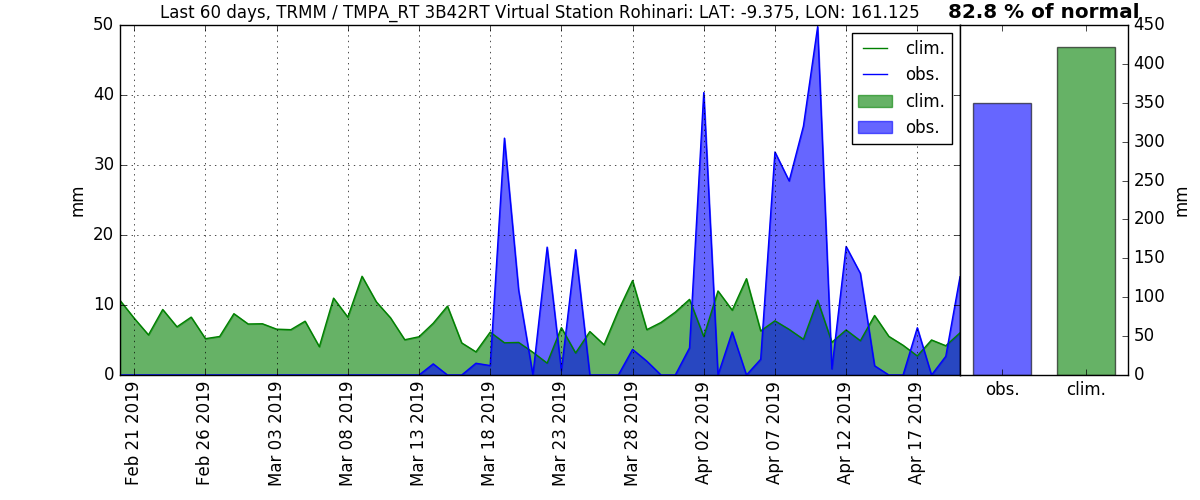 Last 60 days, TRMM / TMPA_RT 3B42RT Virtual Station Rohinari: LAT: -9.375, LON: 161.125
82.8 % of normal
50
40
30
20
10
0
mm
clim.
obs.
clim.
obs.
450
400
350
300
250
200
150
100
50
0
mm
Feb 21 2019
Feb 26 2019
Mar 03 2019
Mar 08 2019
Mar 13 2019
Mar 18 2019
Mar 23 2019
Mar 28 2019
Apr 02 2019
Apr 07 2019
Apr 12 2019
Apr 17 2019
obs.
clim.